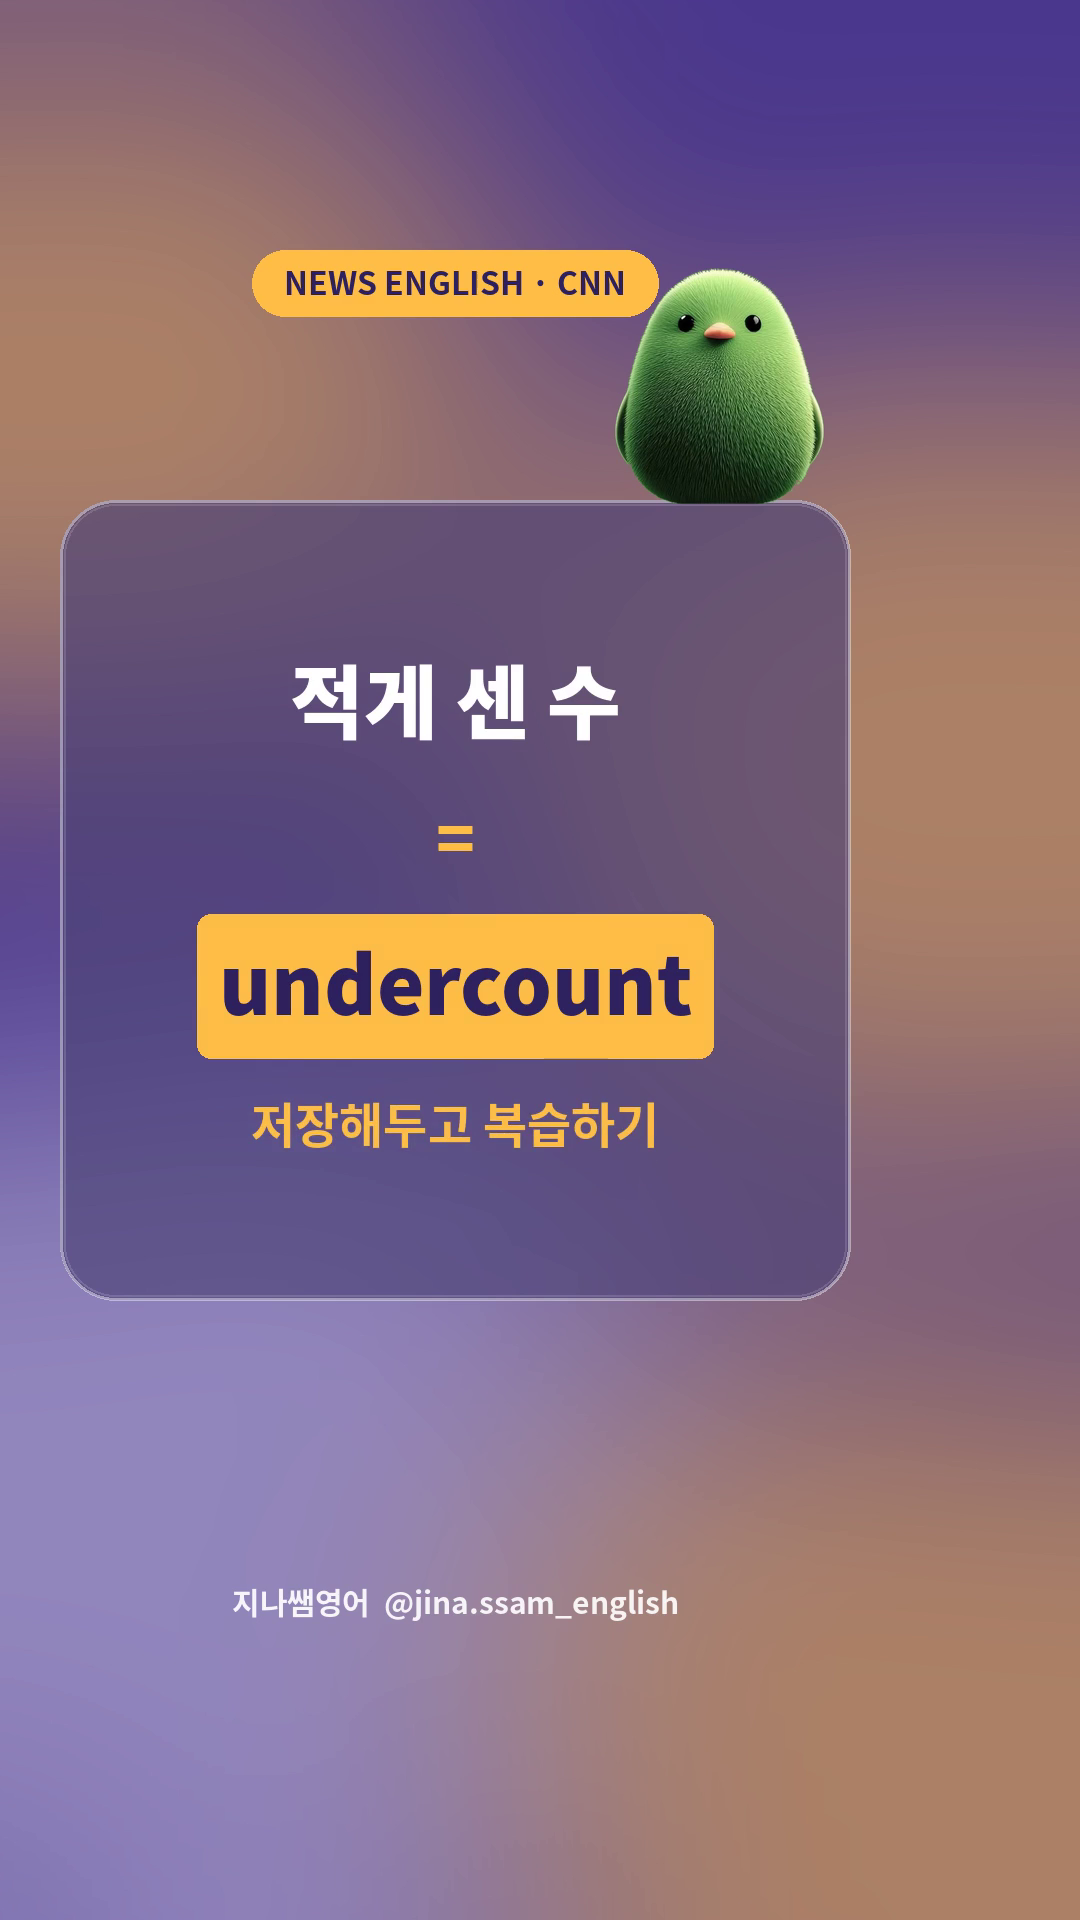 NEWS ENGLISH · CNN
적게 센 수
=
undercount
저장해두고 복습하기
지나쌤영어 @jina.ssam_english